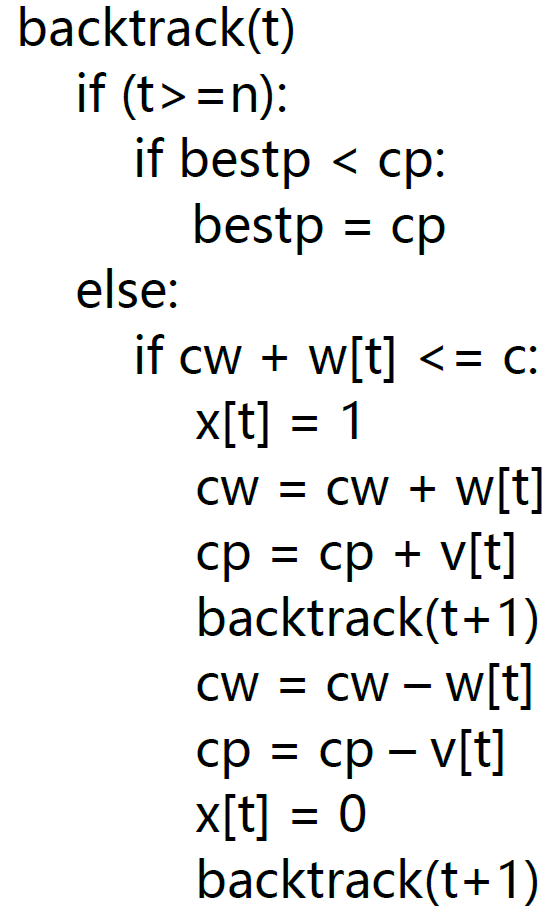 backtrack(t)
if (t>=n):
if bestp < cp:
bestp = cp
else:
if cw + w[t] <= c:
x[t] = 1
cw = cw + w[t]
cp = cp + v[t]
backtrack(t+1)
cw = cw – w[t]
cp = cp – v[t]
x[t] = 0
backtrack(t+1)